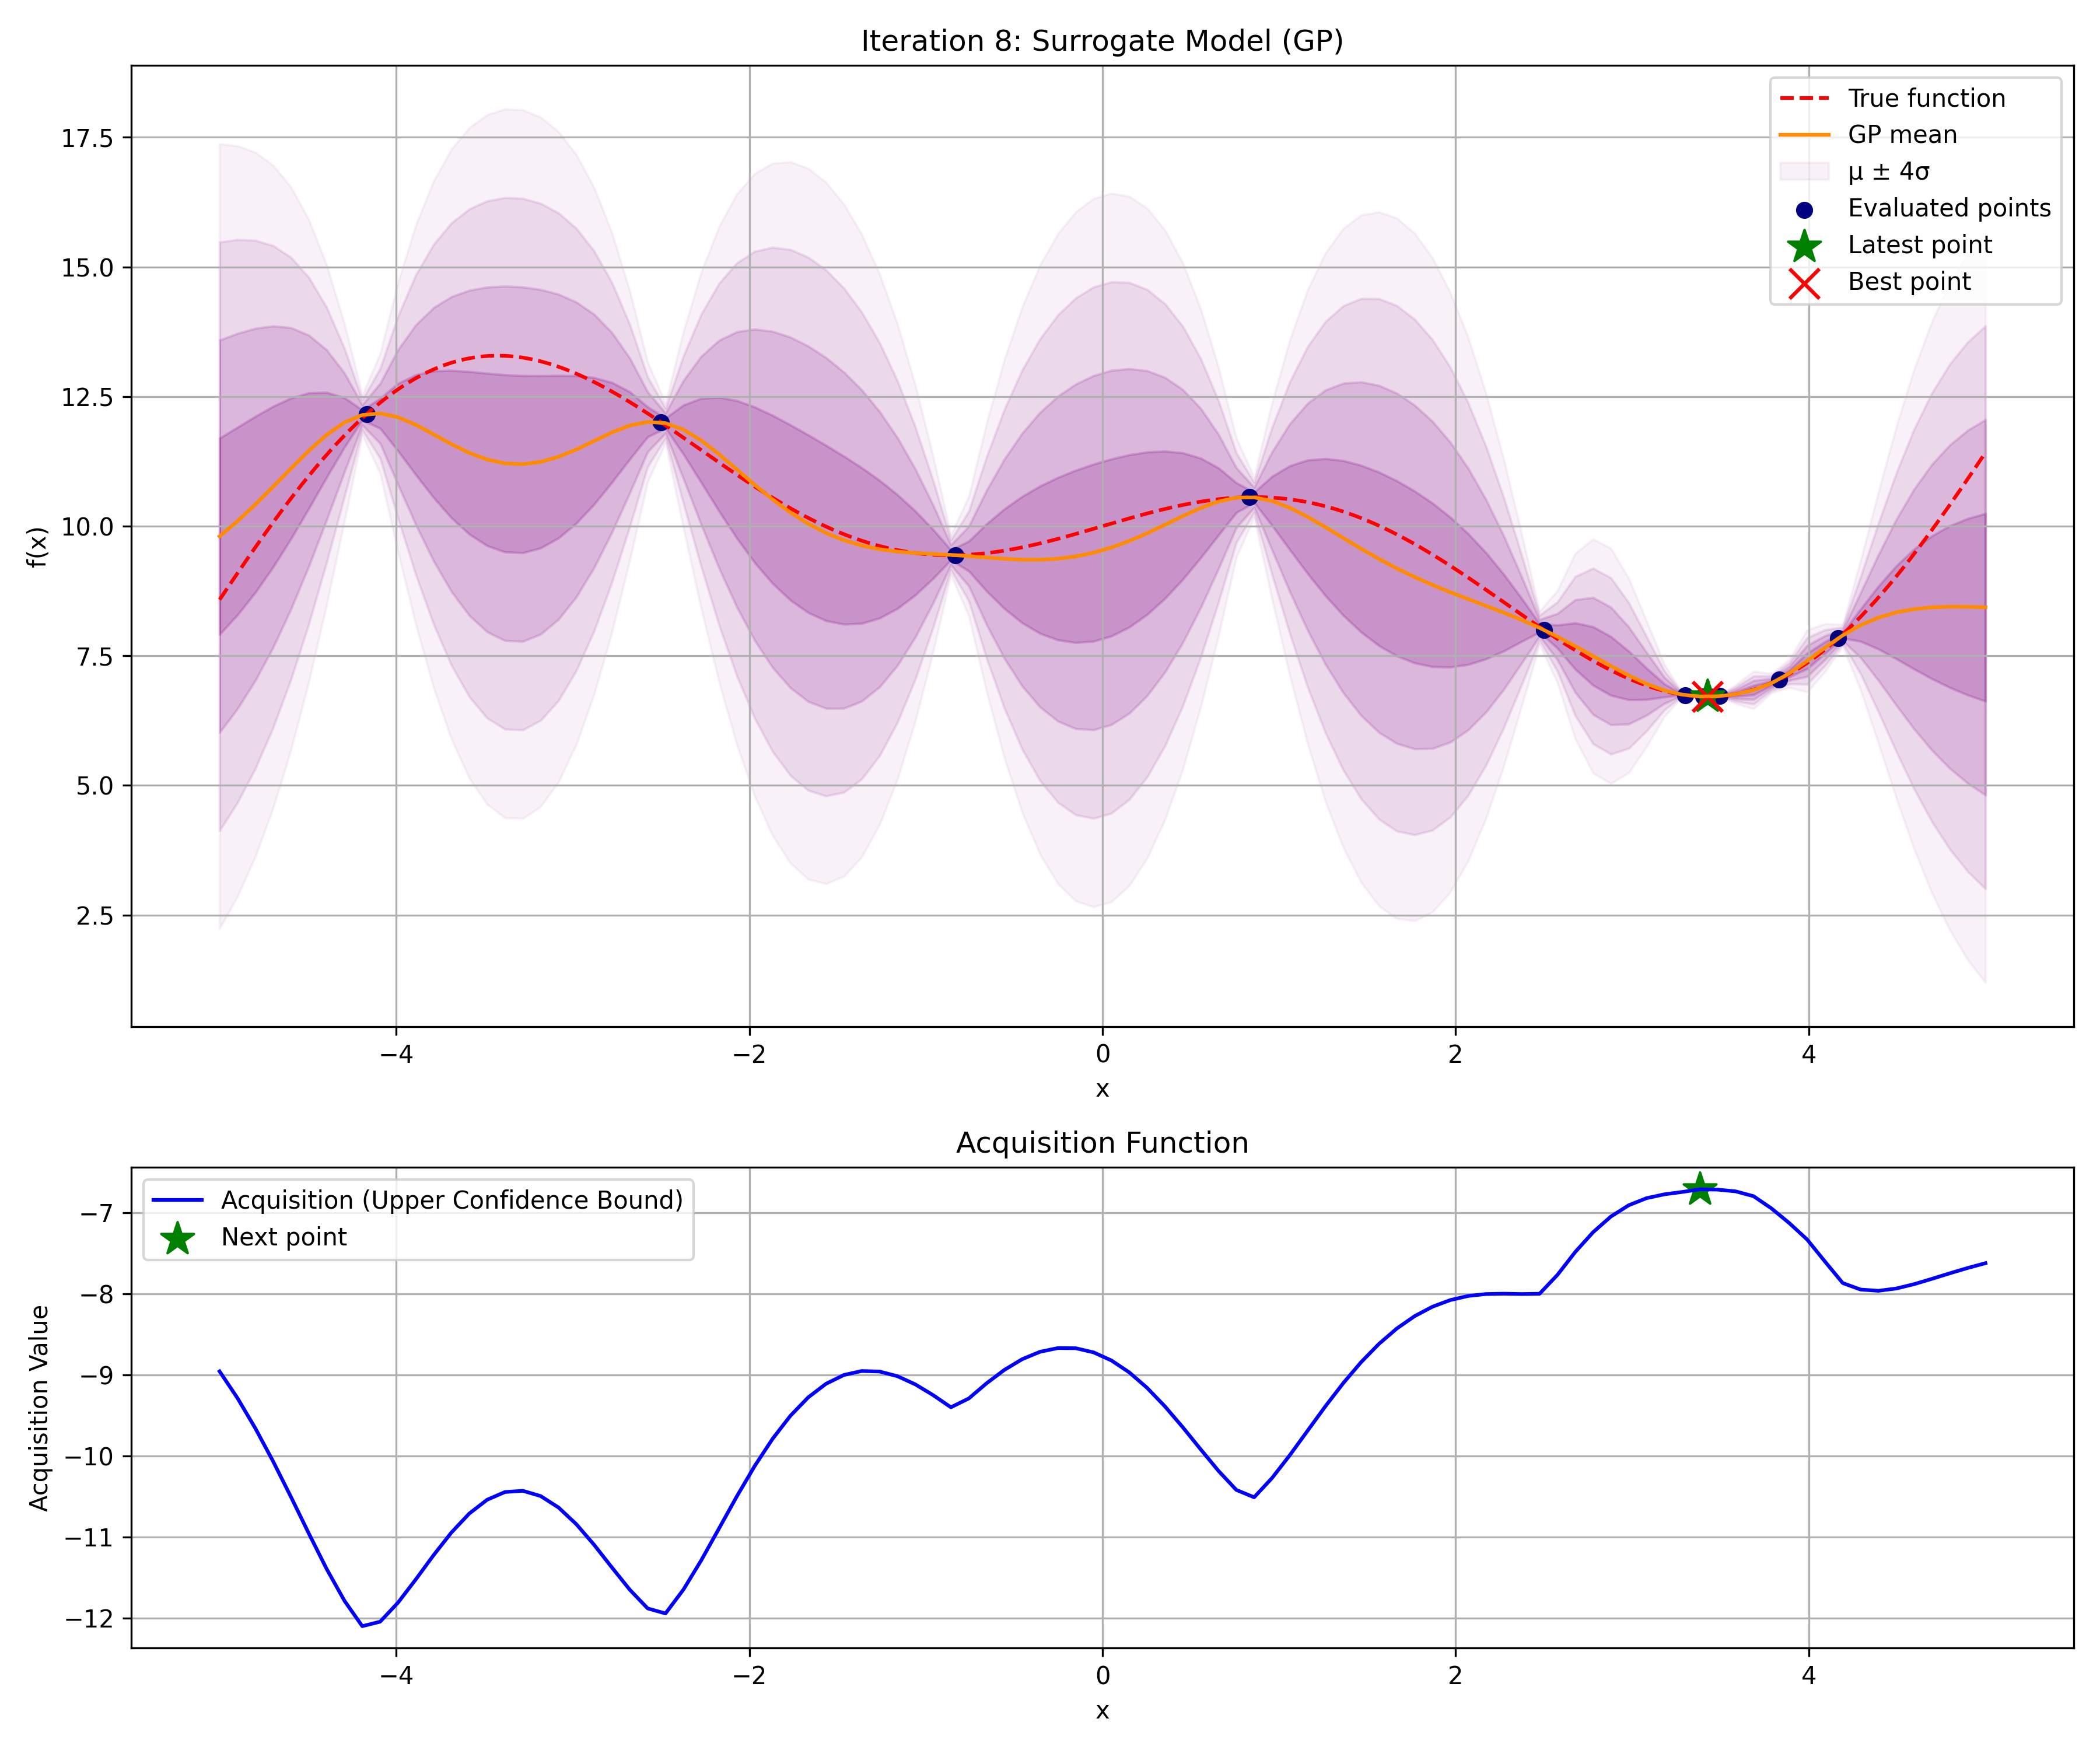 Iteration 8: Surrogate Model (GP)
True function
GP mean
μ ± 4σ
Evaluated points
Latest point
Best point
17.5
15.0
12.5
10.0
7.5
5.0
2.5
f(x)
−4
−2
0
2
4
x
Acquisition Function
Acquisition (Upper Confidence Bound)
Next point
−7
−8
−9
−10
−11
−12
Acquisition Value
−4
−2
0
2
4
x